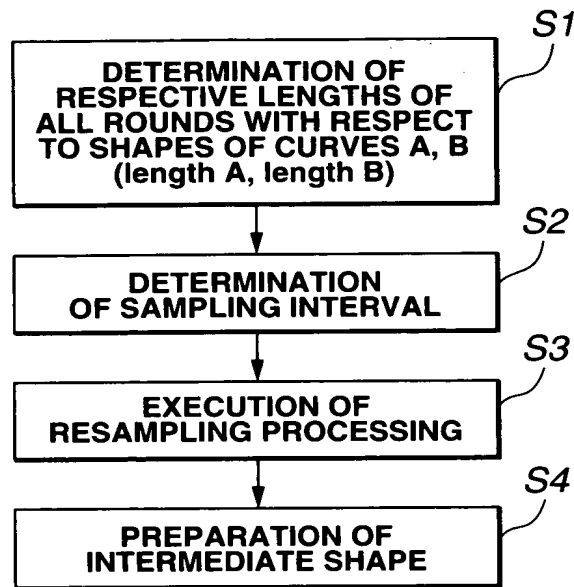 S1
DETERMINATION OF
RESPECTIVE LENGTHS OF
ALL ROUNDS WITH RESPECT
TO SHAPES OF CURVES A, B
(length A, length B)
S2
DETERMINATION
OF SAMPLING INTERVAL
S3
EXECUTION OF
RESAMPLING PROCESSING
S4
PREPARATION OF
INTERMEDIATE SHAPE